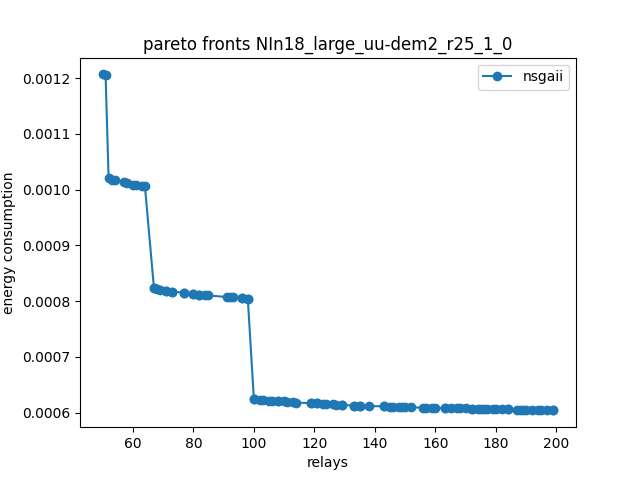 pareto fronts NIn18_large_uu-dem2_r25_1_0
nsgaii
0.0012
0.0011
0.0010
0.0009
0.0008
0.0007
0.0006
energy consumption
60 80 100 120 140 160 180 200
relays